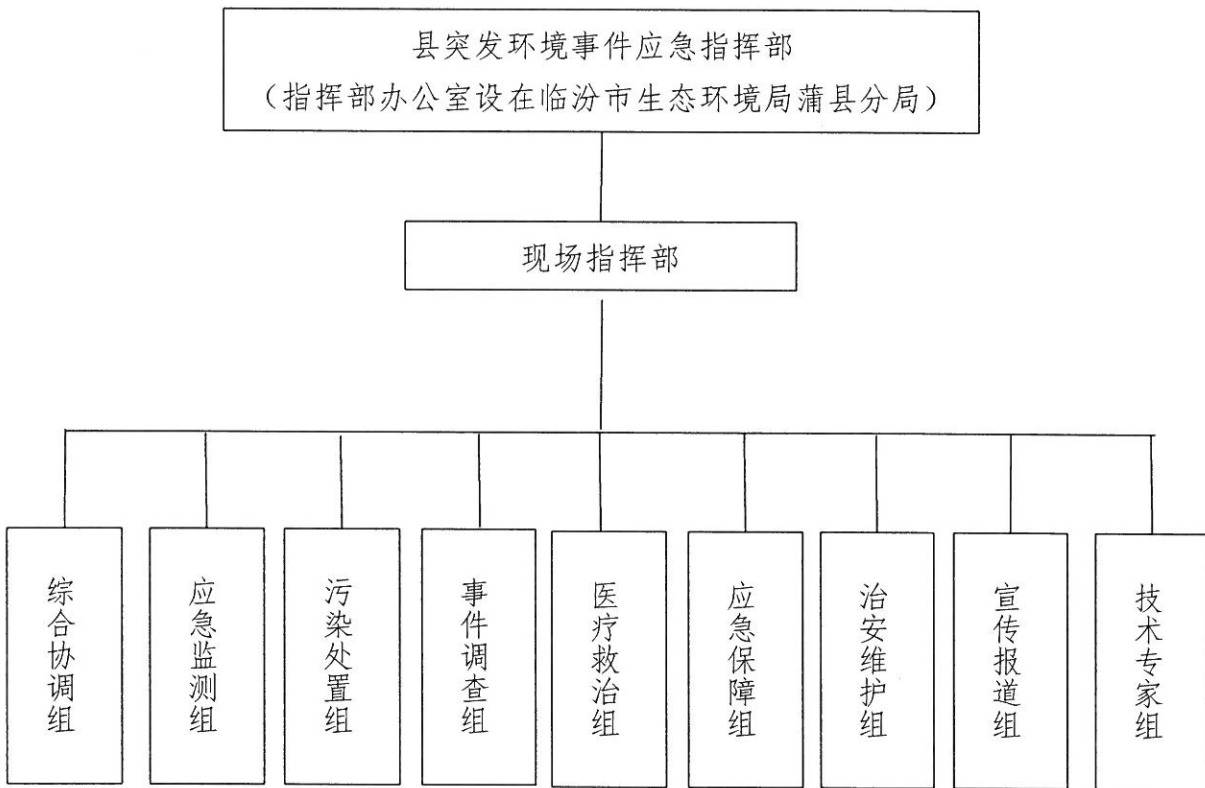 县突发环境事件应急指挥部
（指挥部办公室设在临汾市生态环境局蒲县分局）
现场指挥部
综合协调组
应急监测组
污染处置组
事件调查组
医疗救治组
应急保障组
治安维护组
宣传报道组
技术专家组